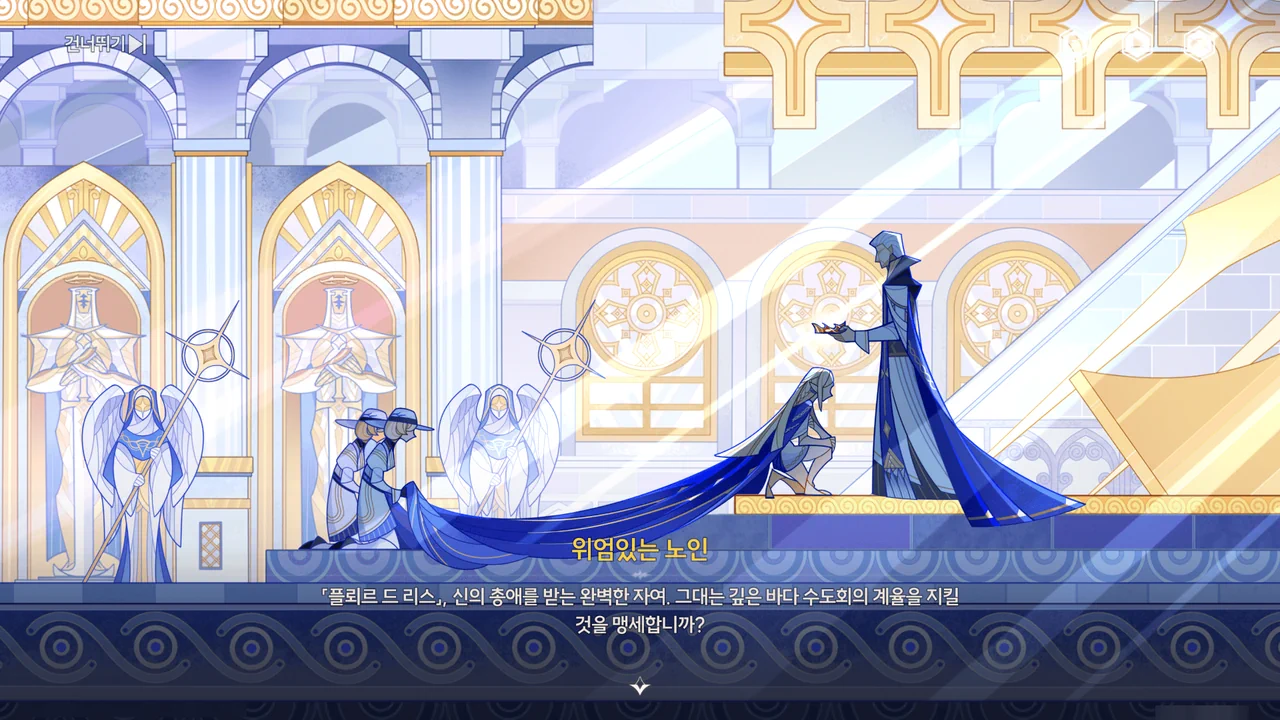 건너뛰기
위엄있는 노인
「플뢰르 드 리스」, 신의 총애를 받는 완벽한 자여. 그대는 깊은 바다 수도회의 계율을 지킬
것을 맹세합니까?